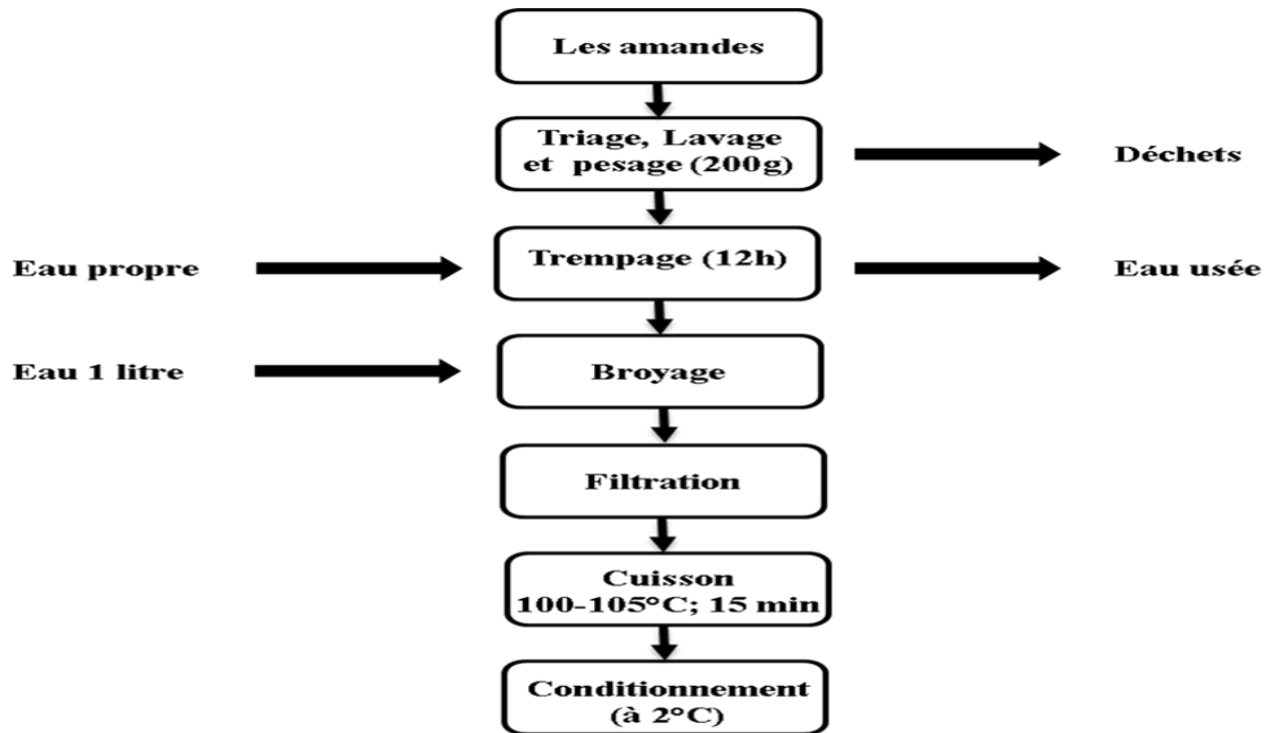 Les amandes
Triage, Lavage
et pesage (200g)
Déchets
Eau propre
Trempage (12h)
Eau usée
Eau 1 litre
Broyage
Filtration
Cuisson
100-105°C; 15 min
Conditionnement
(à 2°C)